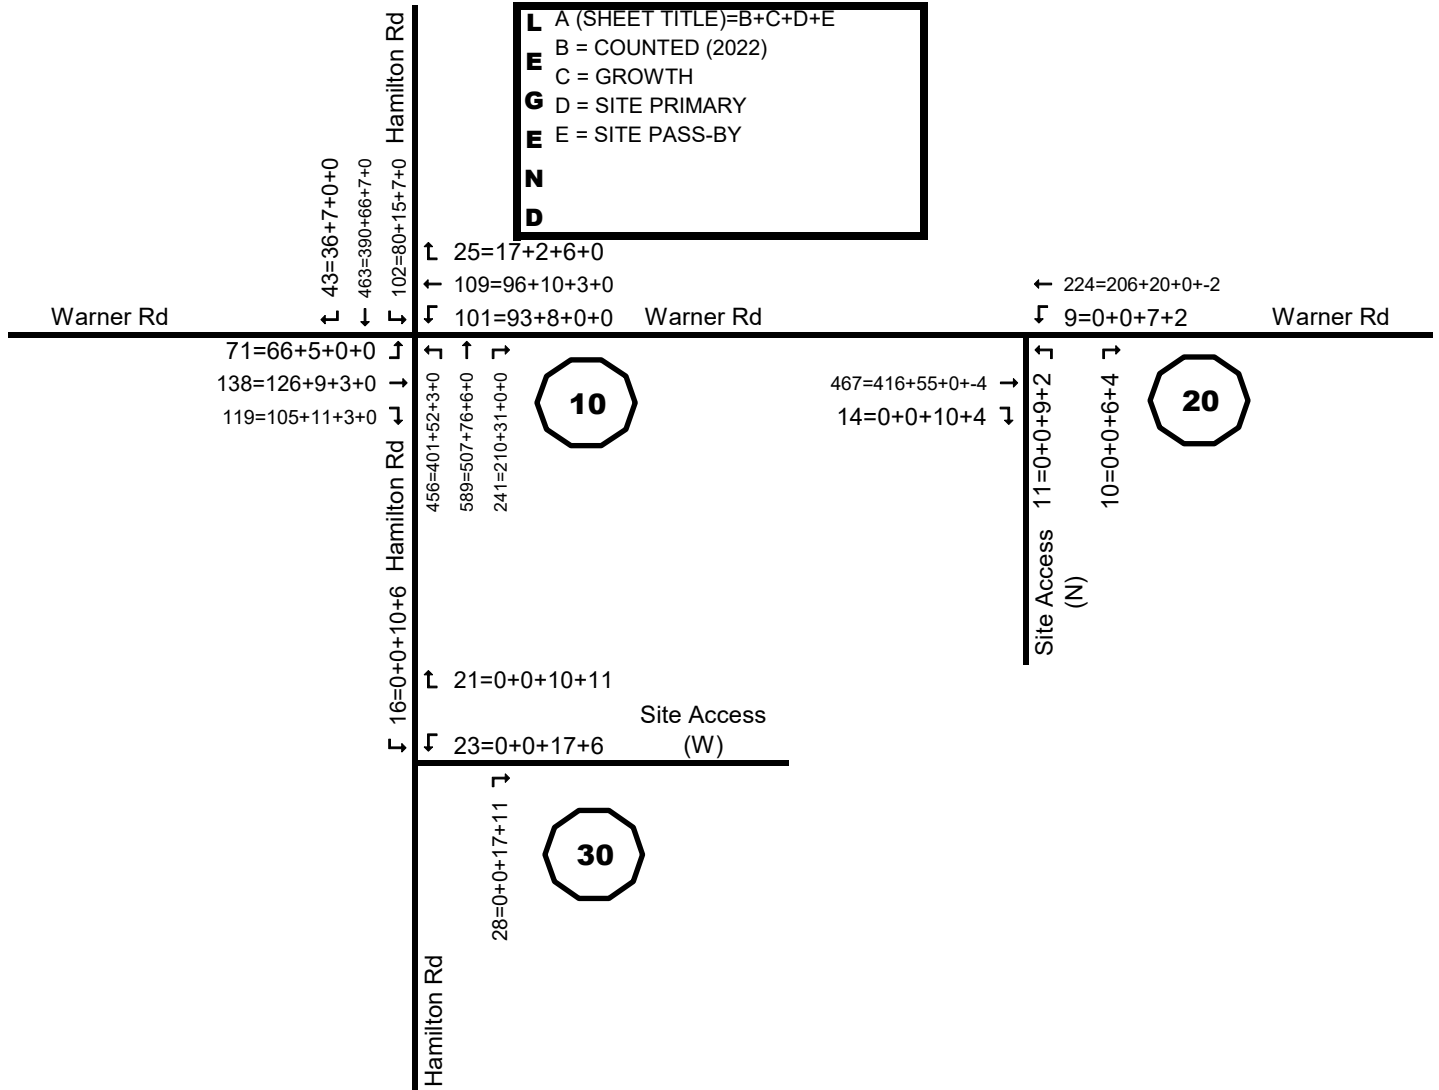 Hamilton Rd
L
E
G
E
N
D
A (SHEET TITLE)=B+C+D+E
B = COUNTED (2022)
C = GROWTH
D = SITE PRIMARY
E = SITE PASS-BY
43=36+7+0+0
463=390+66+7+0
102=80+15+7+0
25=17+2+6+0
109=96+10+3+0
101=93+8+0+0
Warner Rd
Warner Rd
224=206+20+0+-2
9=0+0+7+2
Warner Rd
71=66+5+0+0
138=126+9+3+0
119=105+11+3+0
456=401+52+3+0
589=507+76+6+0
241=210+31+0+0
10
467=416+55+0+-4
14=0+0+10+4
11=0+0+9+2
10=0+0+6+4
20
Hamilton Rd
Site Access
(N)
16=0+0+10+6
21=0+0+10+11
23=0+0+17+6
Site Access
(W)
28=0+0+17+11
30
Hamilton Rd